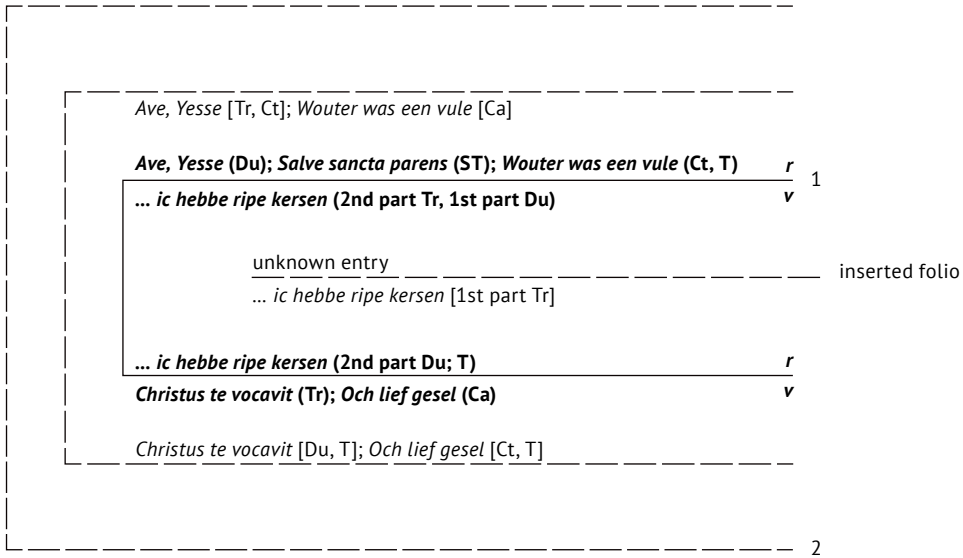 Ave, Yesse [Tr, Ct]; Wouter was een vule [Ca]
Ave, Yesse (Du); Salve sancta parens (ST); Wouter was een vule (Ct, T) r
1
... ic hebbe ripe kersen (2nd part Tr, 1st part Du) v
unknown entry
inserted folio
... ic hebbe ripe kersen [1st part Tr]
... ic hebbe ripe kersen (2nd part Du; T) r
Christus te vocavit (Tr); Och lief gesel (Ca) v
Christus te vocavit [Du, T]; Och lief gesel [Ct, T]
2